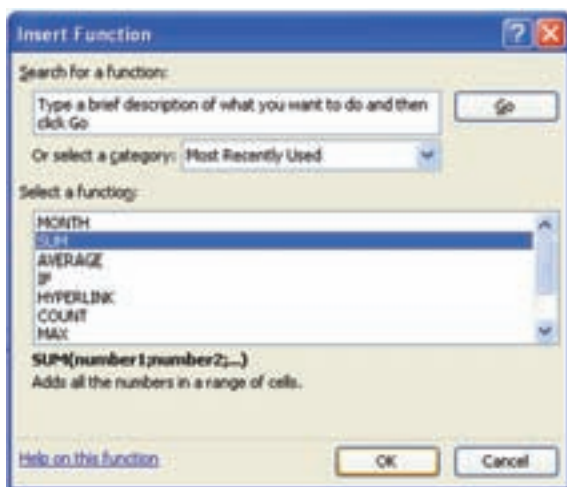 Insert Function
Search for a function:
Type a brief description of what you want to do and then
click Go
Go
Or select a category: Most Recently Used
Select a function:
MONTH
SUM
AVERAGE
IF
HYPERLINK
COUNT
MAX
SUM(number1;number2;...)
Adds all the numbers in a range of cells.
Help on this function
OK
Cancel